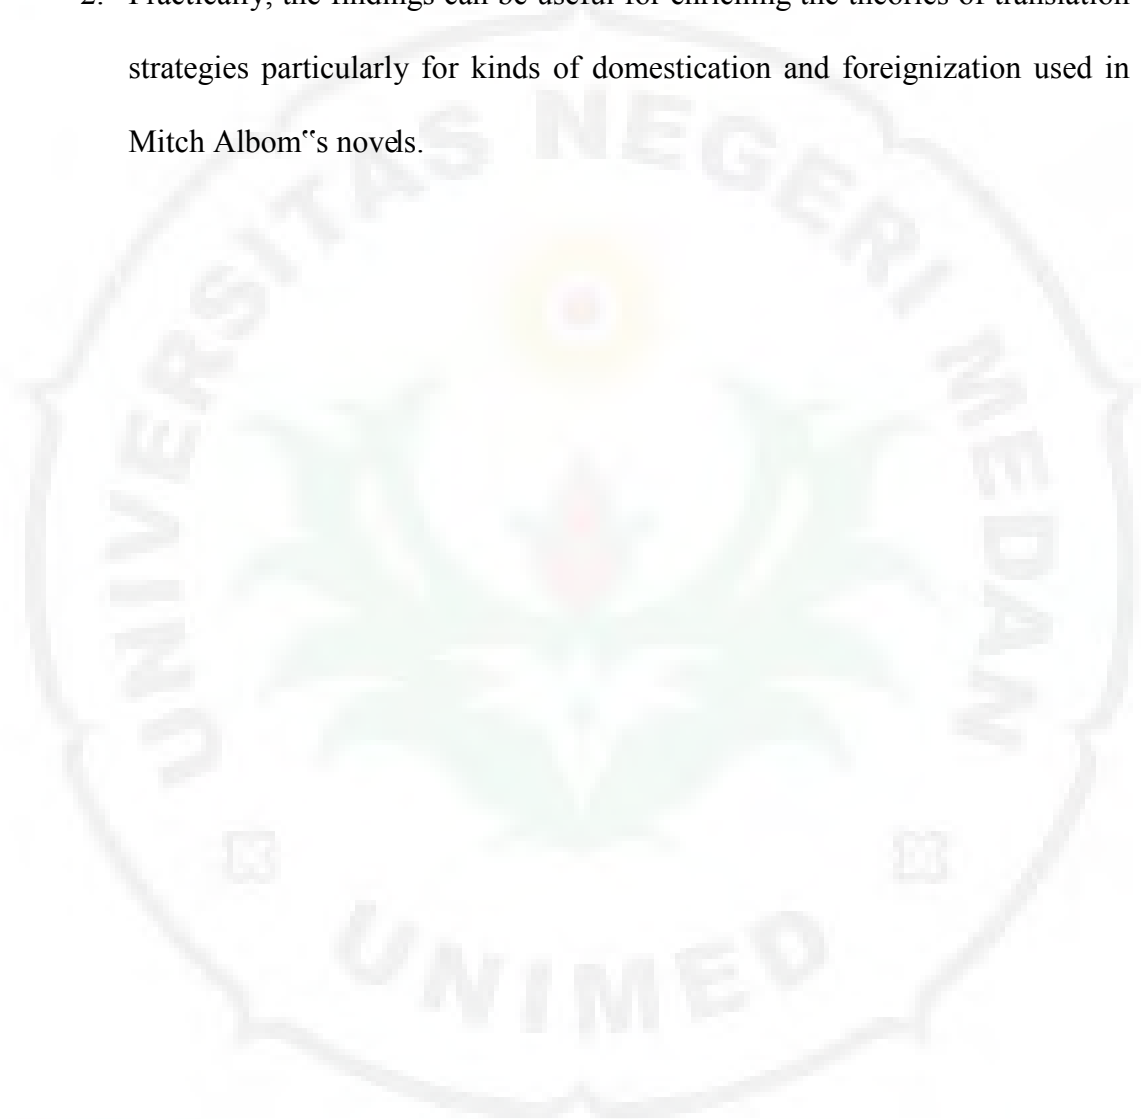 2. Practically, the findings can be useful for enriching the theories of translation
strategies particularly for kinds of domestication and foreignization used in
Mitch Albom‟s novels.
UNIVERSITAS NEGERI MEDAN
UNIMED